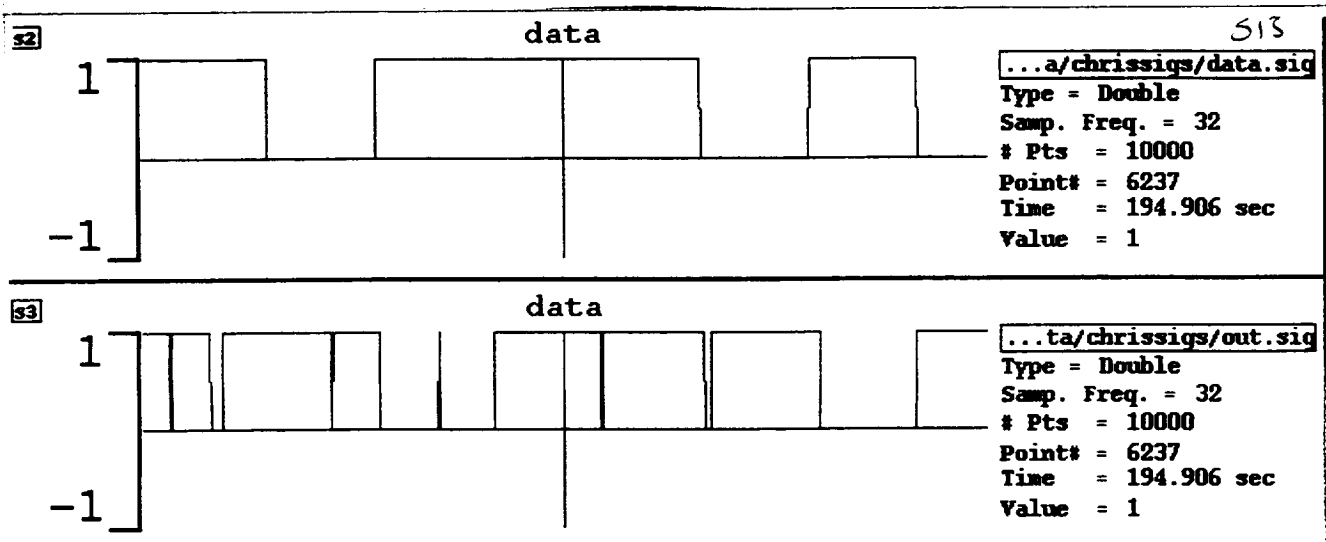 S13
s2
data
...a/chrissigs/data.sig
1
Type = Double
Samp. Freq. = 32
# Pts = 10000
Point# = 6237
Time = 194.906 sec
-1
Value = 1
s3
data
...ta/chrissigs/out.sig
1
Type = Double
Samp. Freq. = 32
# Pts = 10000
Point# = 6237
Time = 194.906 sec
-1
Value = 1